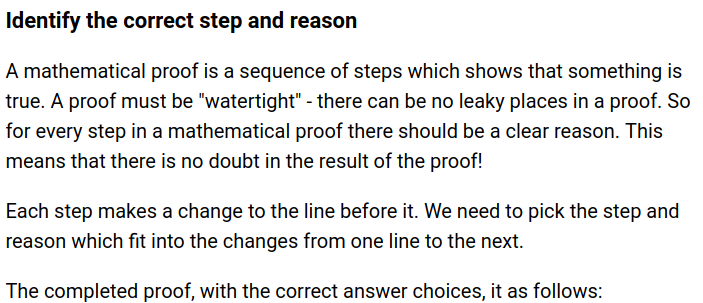 Identify the correct step and reason
A mathematical proof is a sequence of steps which shows that something is
true. A proof must be "watertight" - there can be no leaky places in a proof. So
for every step in a mathematical proof there should be a clear reason. This
means that there is no doubt in the result of the proof!
Each step makes a change to the line before it. We need to pick the step and
reason which fit into the changes from one line to the next.
The completed proof, with the correct answer choices, it as follows: